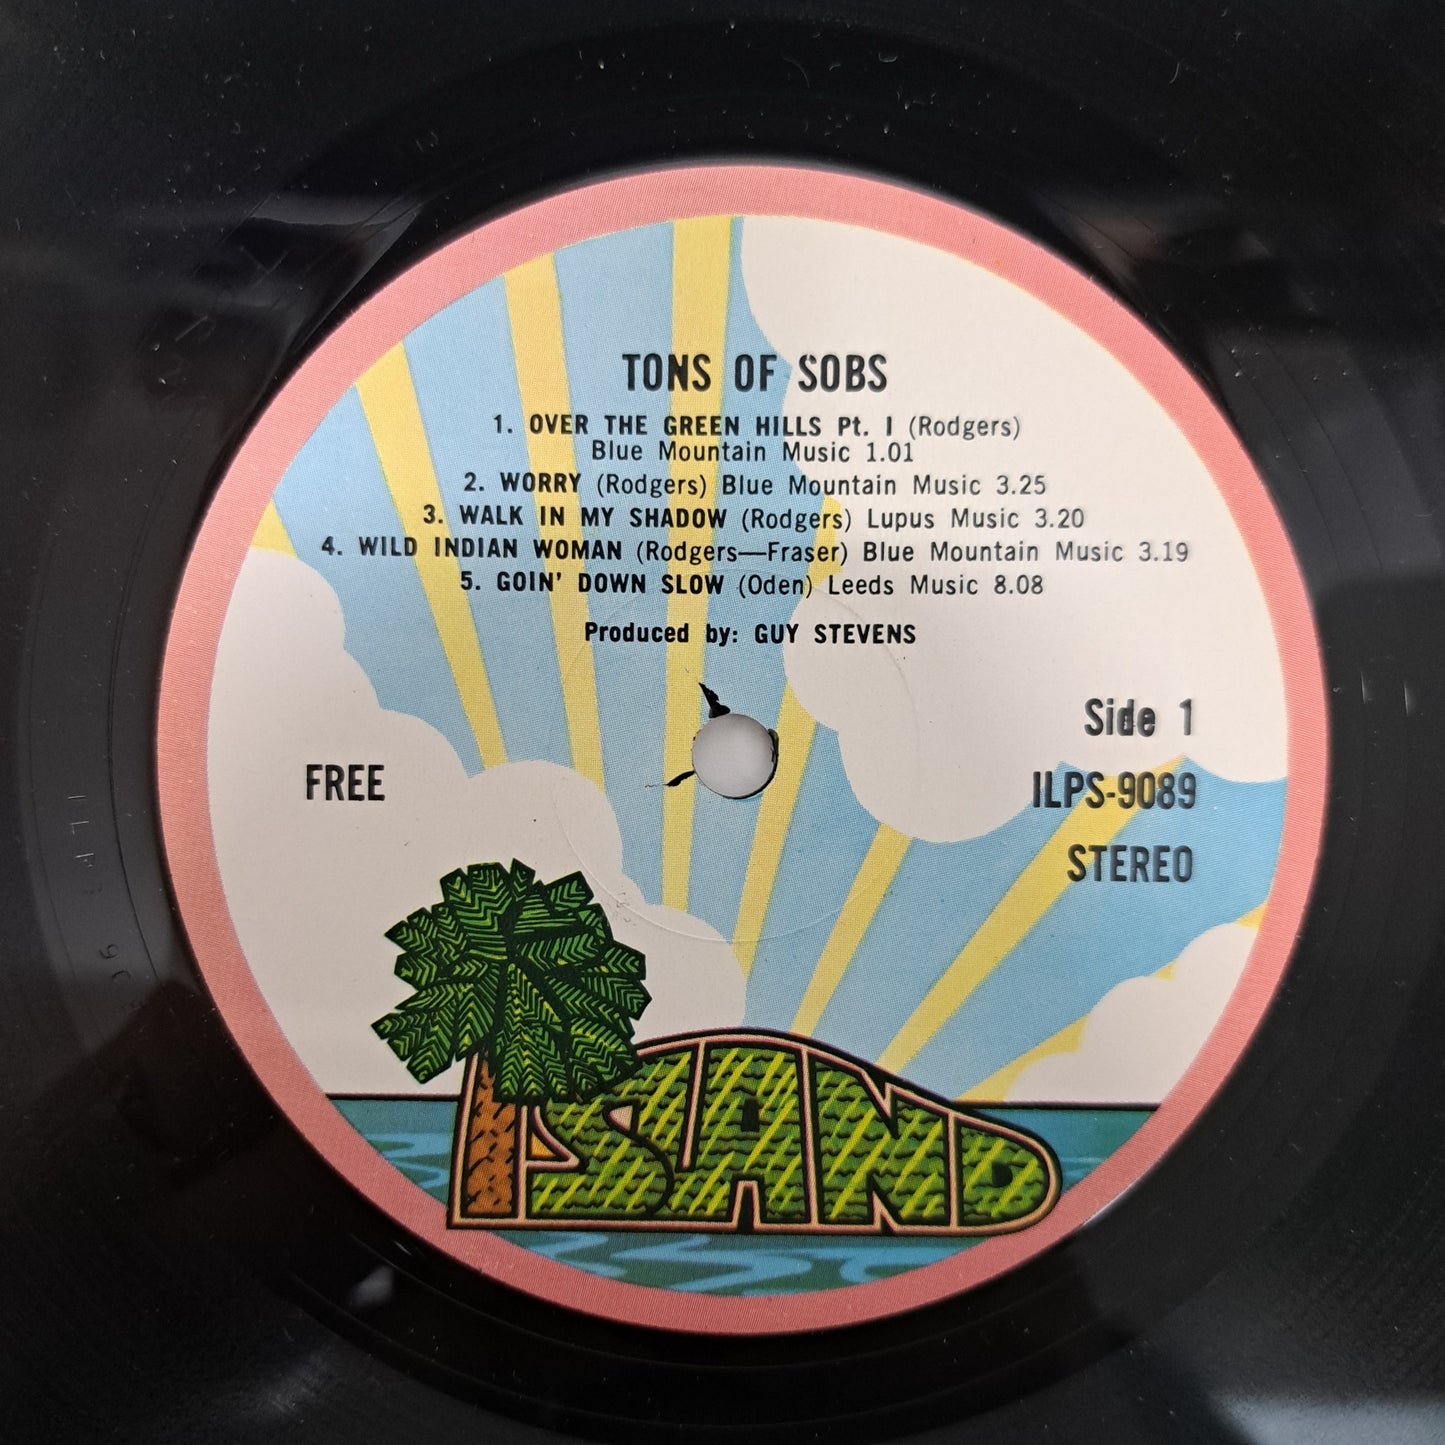 TONS OF SOBS
1. OVER THE GREEN HILLS Pt. I (Rodgers)
Blue Mountain Music 1.01
2. WORRY (Rodgers) Blue Mountain Music 3.25
3. WALK IN MY SHADOW (Rodgers) Lupus Music 3.20
4. WILD INDIAN WOMAN (Rodgers—Fraser) Blue Mountain Music 3.19
5. GOIN' DOWN SLOW (Oden) Leeds Music 8.08
Produced by: GUY STEVENS
Side 1
FREE
ILPS-9089
STEREO
ISLAND